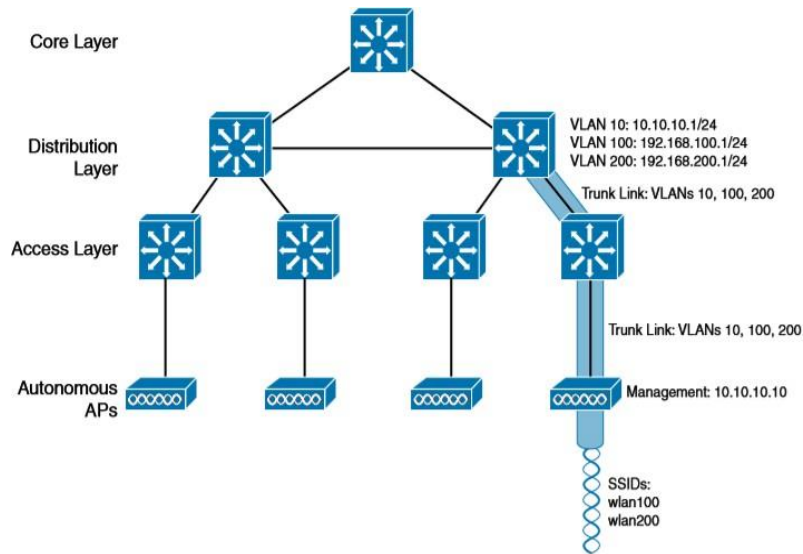 Core Layer
VLAN 10: 10.10.10.1/24
VLAN 100: 192.168.100.1/24
VLAN 200: 192.168.200.1/24
Distribution
Layer
Trunk Link: VLANs 10, 100, 200
Access Layer
Trunk Link: VLANs 10, 100, 200
Autonomous
APs
Management: 10.10.10.10
SSIDs:
wlan100
wlan200